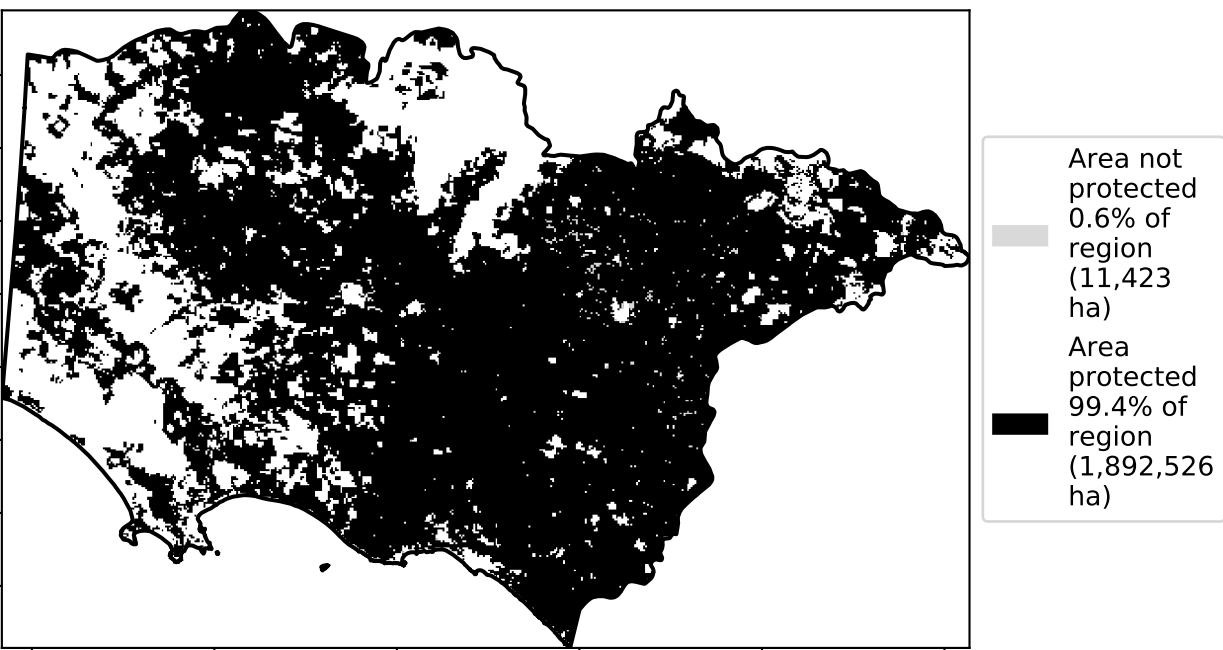 Area not
protected
0.6% of
region
(11,423
ha)
Area
protected
99.4% of
region
(1,892,526
ha)